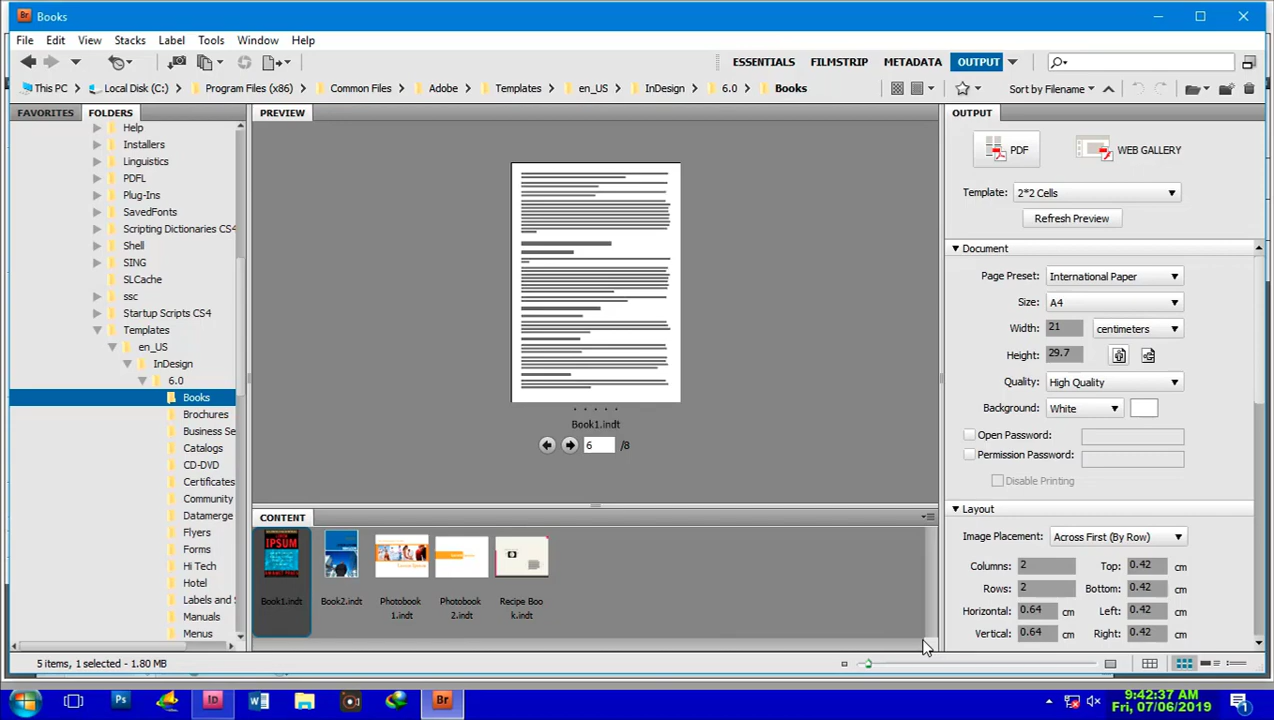 Br Books
File Edit View Stacks Label Tools Window Help
ESSENTIALS FILMSTRIP METADATA OUTPUT
This PC Local Disk (C:) Program Files (x86) Common Files Adobe Templates en_US InDesign 6.0 Books Sort by Filename
FAVORITES FOLDERS
Help
Installers
Linguistics
PDFL
Plug-Ins
SavedFonts
Scripting Dictionaries CS4
Shell
SING
SLCache
ssc
Startup Scripts CS4
Templates
en_US
InDesign
6.0
Books
Brochures
Business Se
Catalogs
CD-DVD
Certificates
Community
Datamerge
Flyers
Forms
Hi Tech
Hotel
Labels and
Manuals
Menus
PREVIEW
Book1.indt
6 /8
CONTENT
IPSUM
Book1.indt
Book2.indt
Photobook
1.indt
Photobook
2.indt
Recipe Boo
k.indt
OUTPUT
PDF WEB GALLERY
Template: 2*2 Cells
Refresh Preview
Document
Page Preset: International Paper
Size: A4
Width: 21 centimeters
Height: 29.7
Quality: High Quality
Background: White
Open Password:
Permission Password:
Disable Printing
Layout
Image Placement: Across First (By Row)
Columns: 2 Top: 0.42 cm
Rows: 2 Bottom: 0.42 cm
Horizontal: 0.64 cm Left: 0.42 cm
Vertical: 0.64 cm Right: 0.42 cm
5 items, 1 selected - 1.80 MB
Ps Id W Br
9:42:37 AM
Fri, 07/06/2019
1